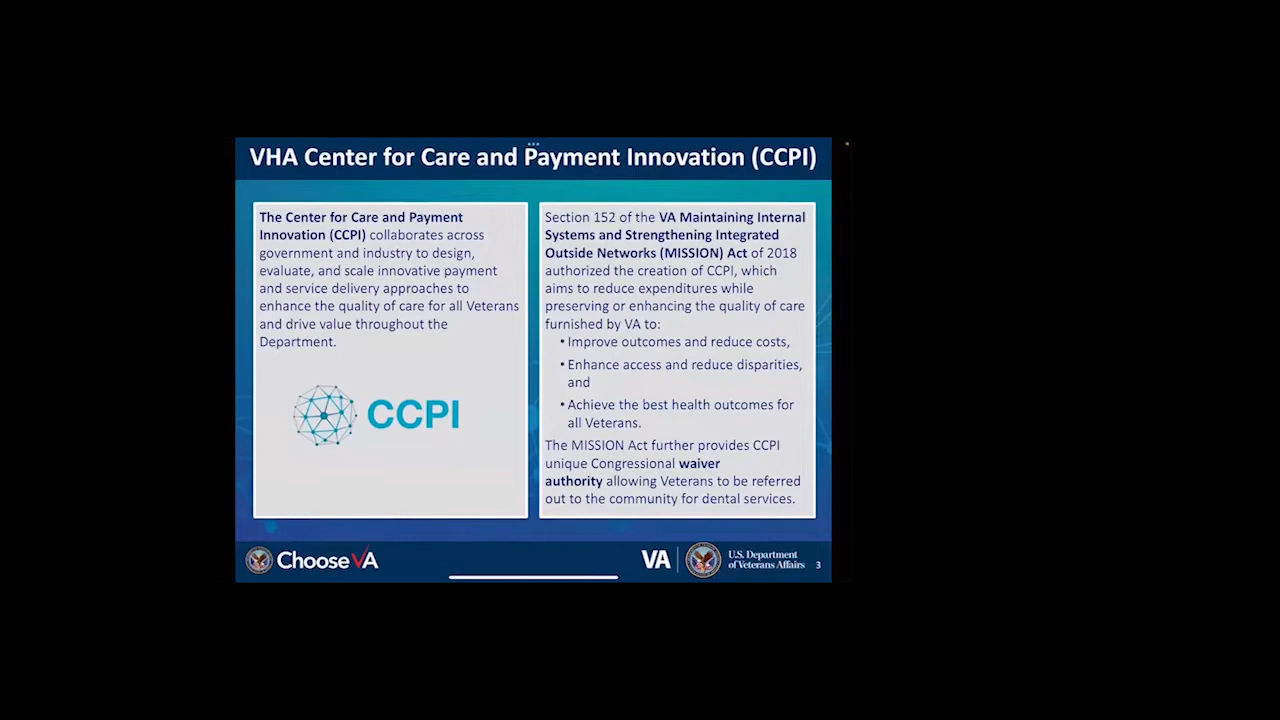 VHA Center for Care and Payment Innovation (CCPI)
The Center for Care and Payment
Innovation (CCPI) collaborates across
government and industry to design,
evaluate, and scale innovative payment
and service delivery approaches to
enhance the quality of care for all Veterans
and drive value throughout the
Department.
CCPI
Section 152 of the VA Maintaining Internal
Systems and Strengthening Integrated
Outside Networks (MISSION) Act of 2018
authorized the creation of CCPI, which
aims to reduce expenditures while
preserving or enhancing the quality of care
furnished by VA to:
• Improve outcomes and reduce costs,
• Enhance access and reduce disparities,
and
• Achieve the best health outcomes for
all Veterans.
The MISSION Act further provides CCPI
unique Congressional waiver
authority allowing Veterans to be referred
out to the community for dental services.
ChooseVA
VA
U.S. Department
of Veterans Affairs
3